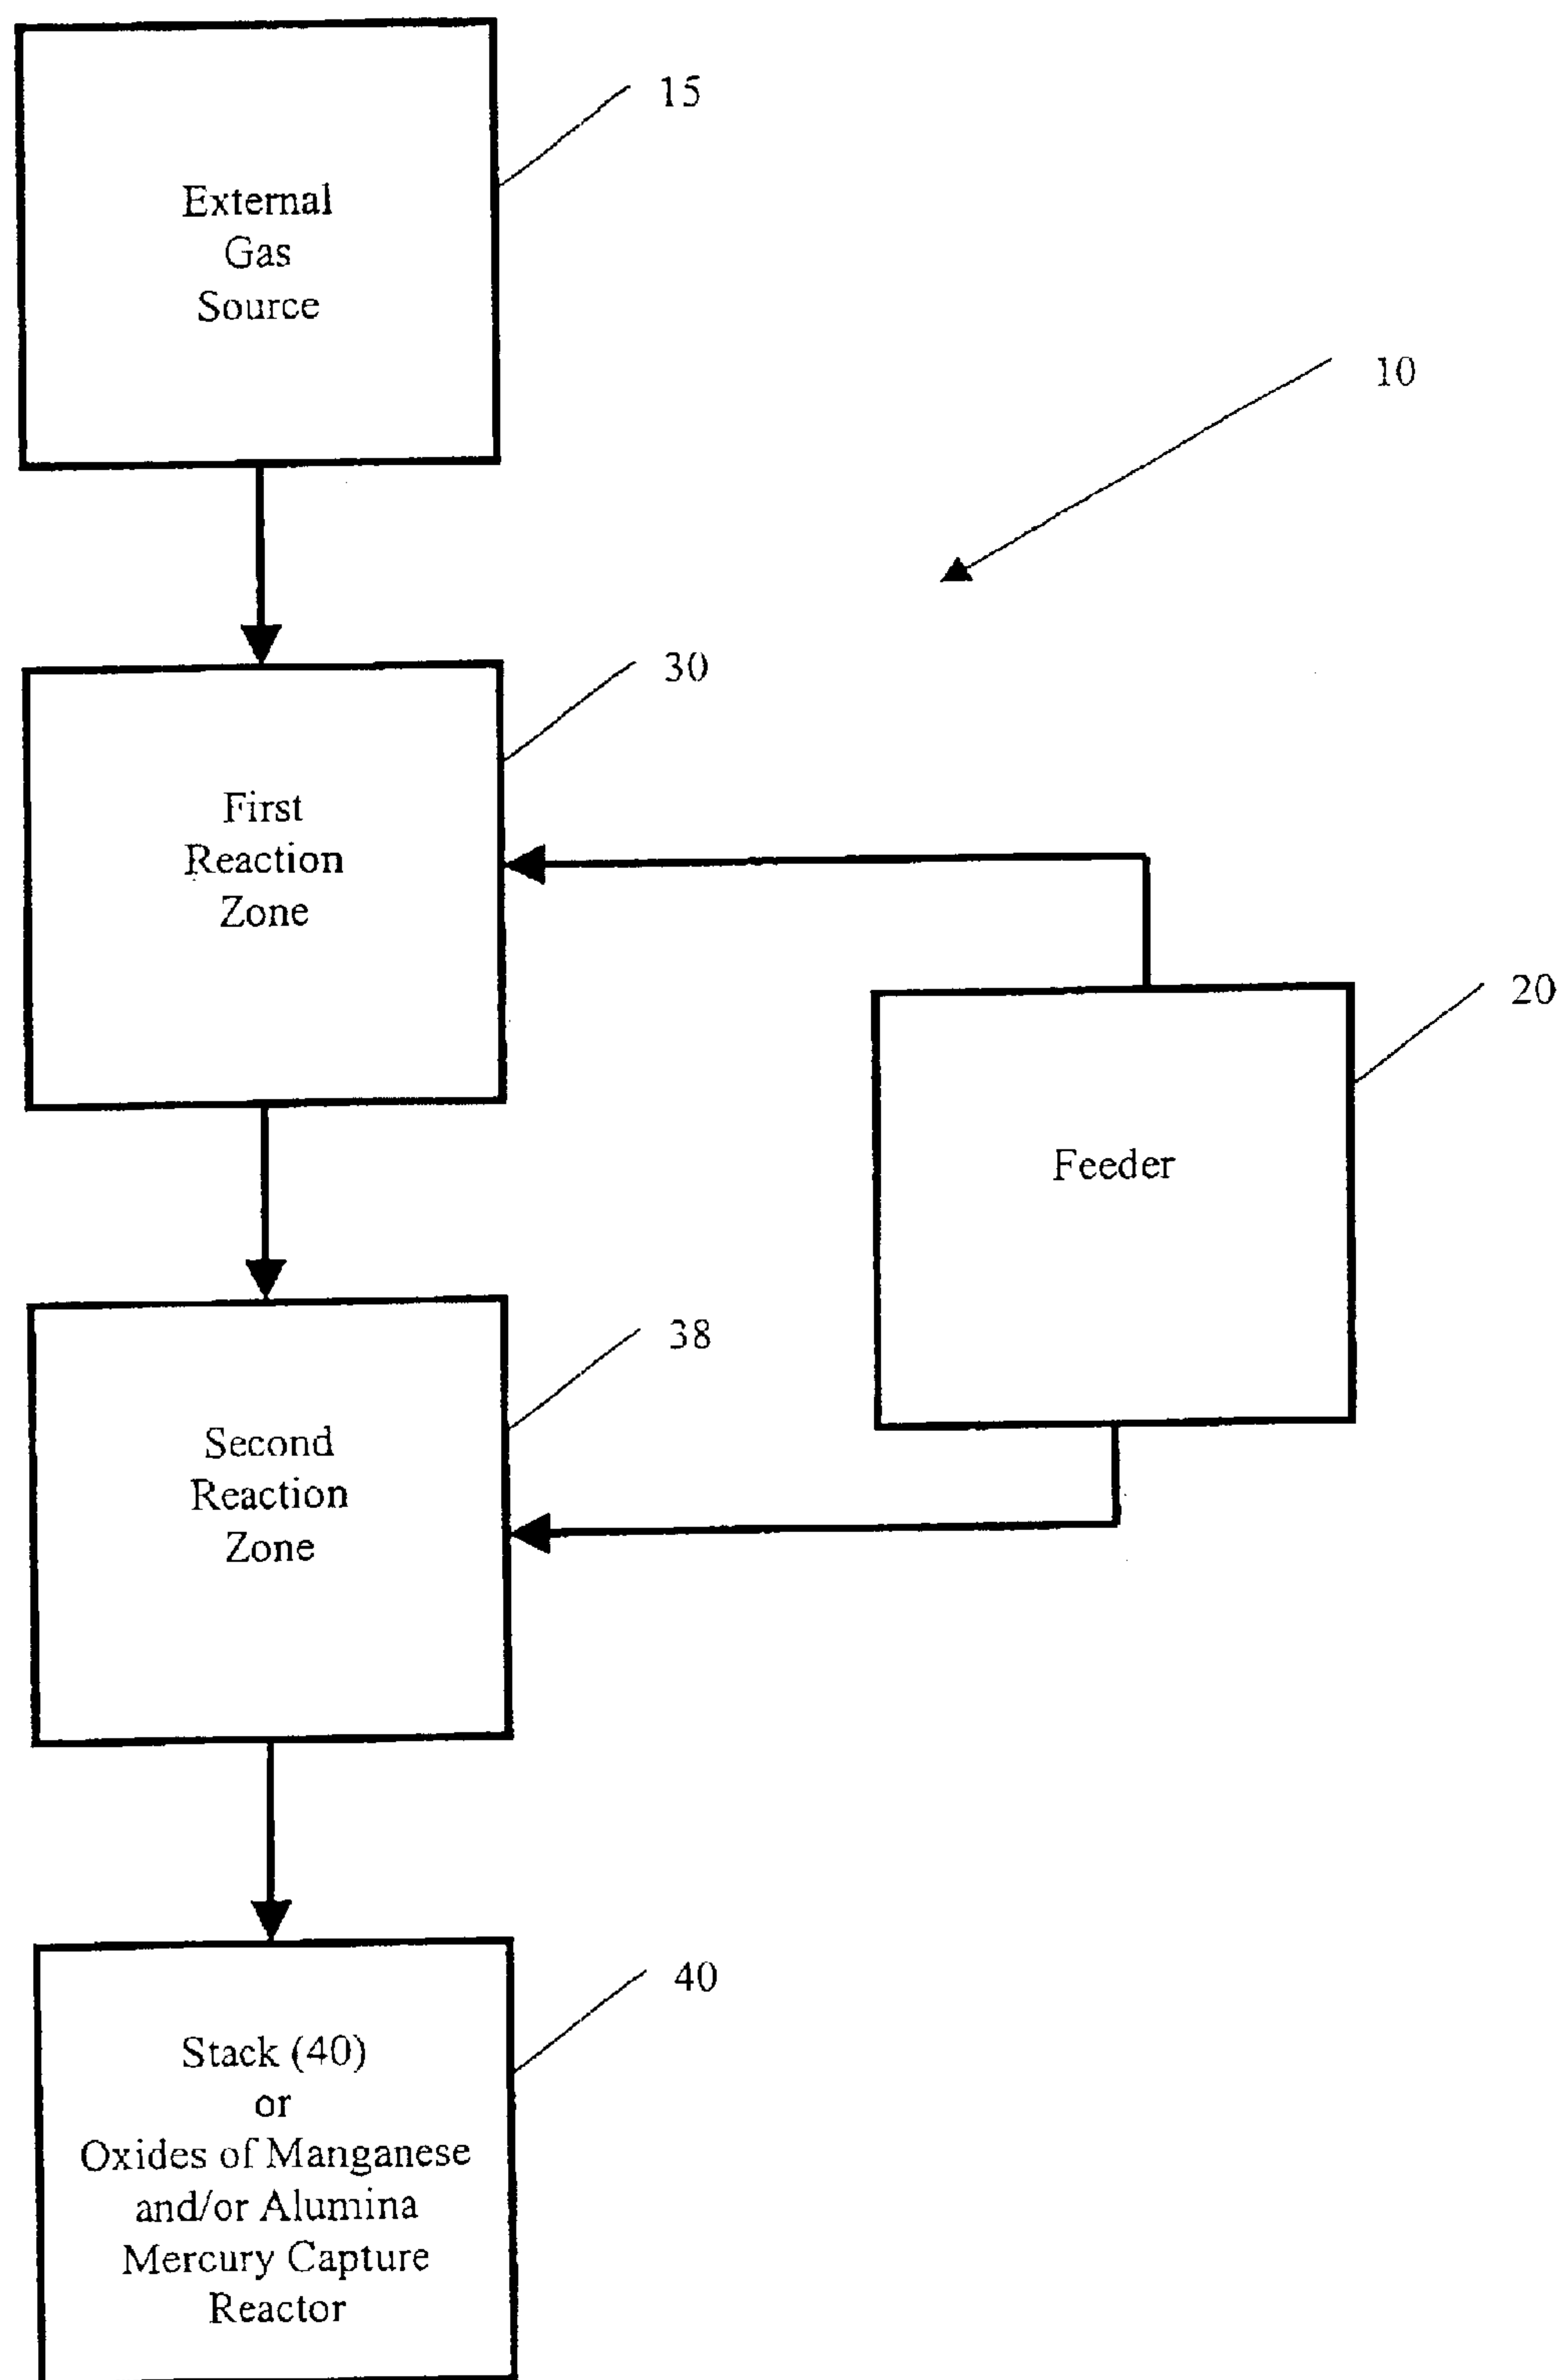 15
External
Gas
Source
10
30
First
Reaction
Zone
20
Feeder
38
Second
Reaction
Zone
40
Stack (40)
or
Oxides of Manganese
and/or Alumina
Mercury Capture
Reactor